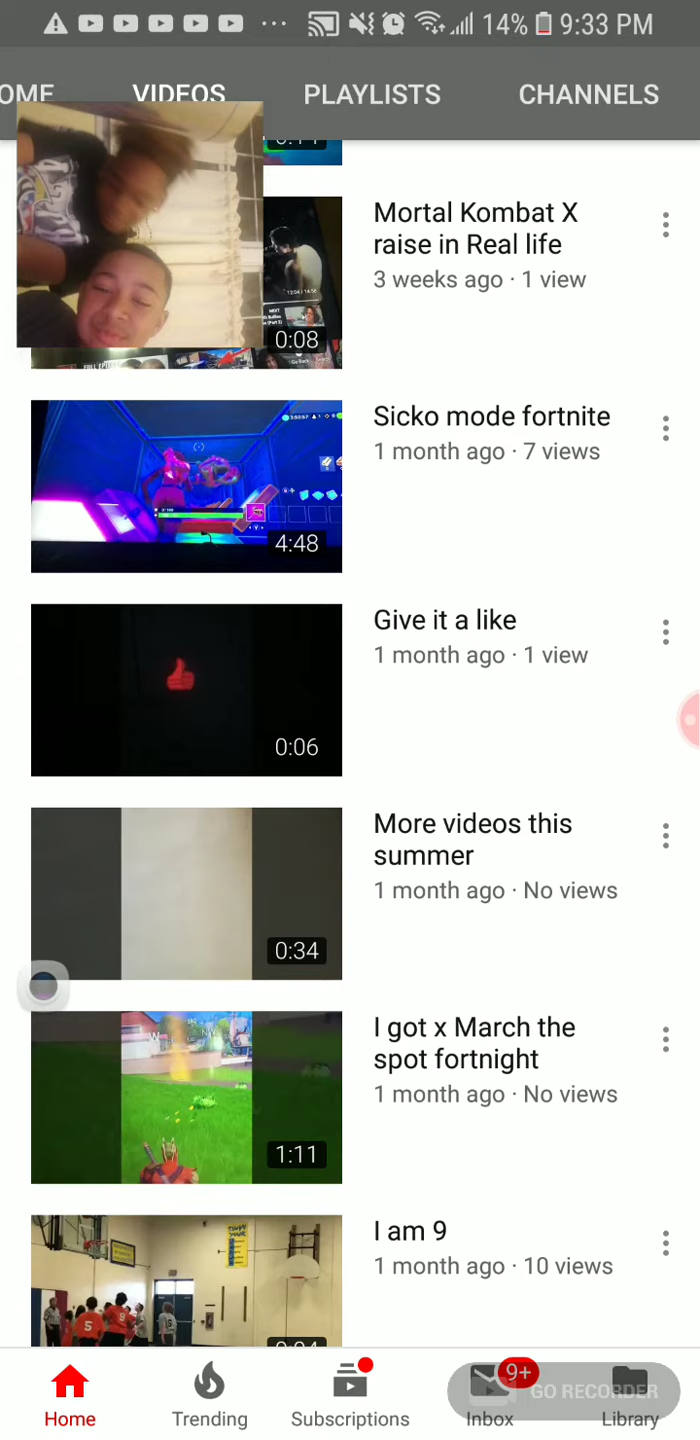 14% 9:33 PM
OME VIDEOS PLAYLISTS CHANNELS
Mortal Kombat X
raise in Real life
3 weeks ago · 1 view
0:08
Sicko mode fortnite
1 month ago · 7 views
4:48
Give it a like
1 month ago · 1 view
0:06
More videos this
summer
1 month ago · No views
0:34
I got x March the
spot fortnight
1 month ago · No views
1:11
I am 9
1 month ago · 10 views
5 9
9+
GO RECORDER
Home Trending Subscriptions Inbox Library